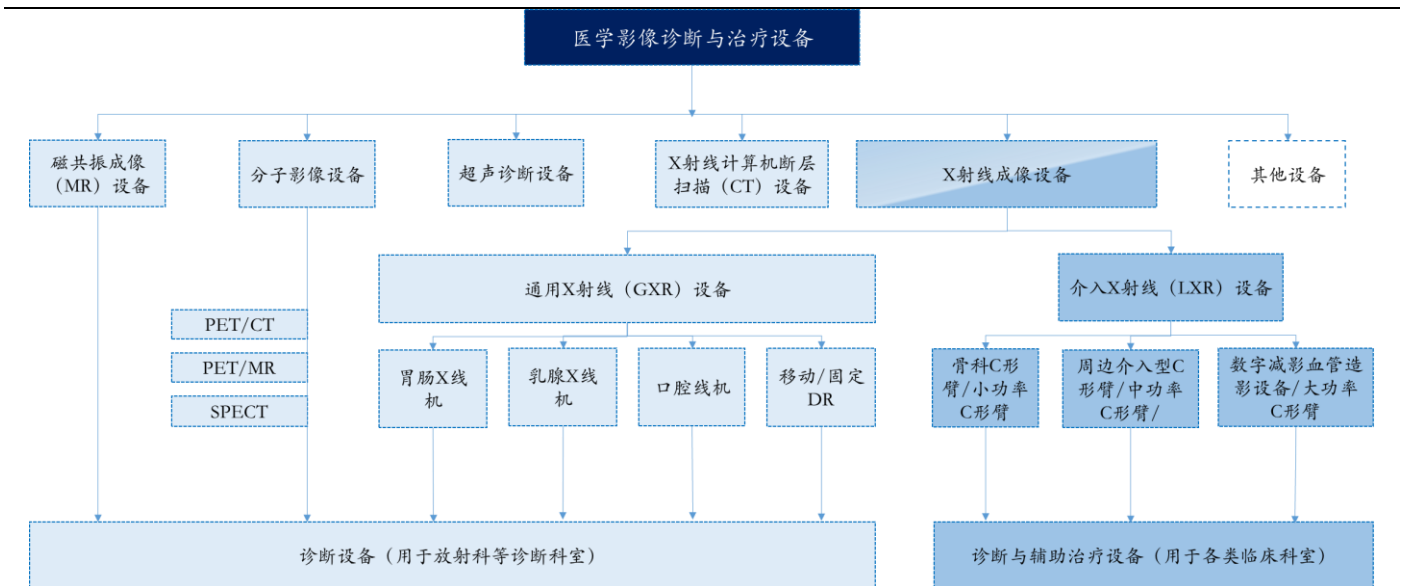 医学影像诊断与治疗设备
磁共振成像
（MR）设备
分子影像设备
超声诊断设备
X射线计算机断层
扫描（CT）设备
X射线成像设备
其他设备
通用X射线（GXR）设备
介入X射线（LXR）设备
PET/CT
PET/MR
SPECT
胃肠X线
机
乳腺X线
机
口腔线机
移动/固定
DR
骨科C形
臂/小功率
C形臂
周边介入型C
形臂/中功率
C形臂/
数字减影血管造
影设备/大功率
C形臂
诊断设备（用于放射科等诊断科室）
诊断与辅助治疗设备（用于各类临床科室）